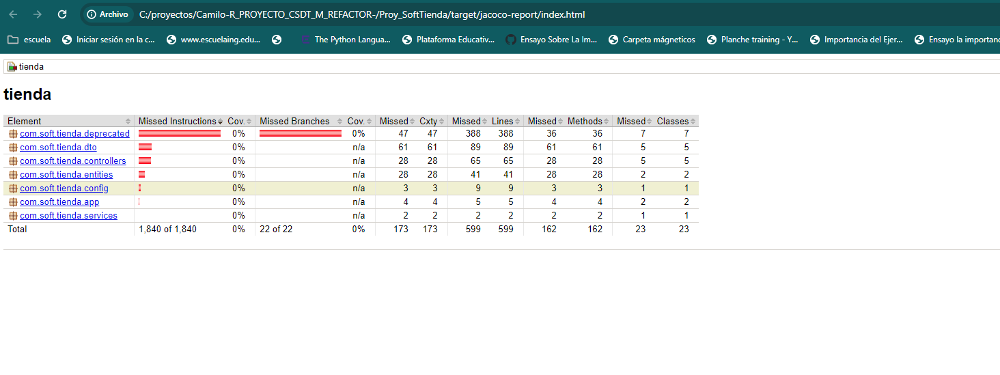 Archivo C:/proyectos/Camilo-R_PROYECTO_CSDT_M_REFACTOR-/Proy_SoftTienda/target/jacoco-report/index.html
escuela Iniciar sesión en la c... www.escuelaing.edu... The Python Langua... Plataforma Educativ... Ensayo Sobre La Im... Carpeta mágneticos Planche training - Y... Importancia del Ejer... Ensayo la importanc
tienda
tienda
Element Missed Instructions Cov. Missed Branches Cov. Missed Cxty Missed Lines Missed Methods Missed Classes
com.soft.tienda.deprecated 0% 0% 47 47 388 388 36 36 7 7
com.soft.tienda.dto 0% n/a 61 61 89 89 61 61 5 5
com.soft.tienda.controllers 0% n/a 28 28 65 65 28 28 5 5
com.soft.tienda.entities 0% n/a 28 28 41 41 28 28 2 2
com.soft.tienda.config 0% n/a 3 3 9 9 3 3 1 1
com.soft.tienda.app 0% n/a 4 4 5 5 4 4 2 2
com.soft.tienda.services 0% n/a 2 2 2 2 2 2 1 1
Total 1,840 of 1,840 0% 22 of 22 0% 173 173 599 599 162 162 23 23